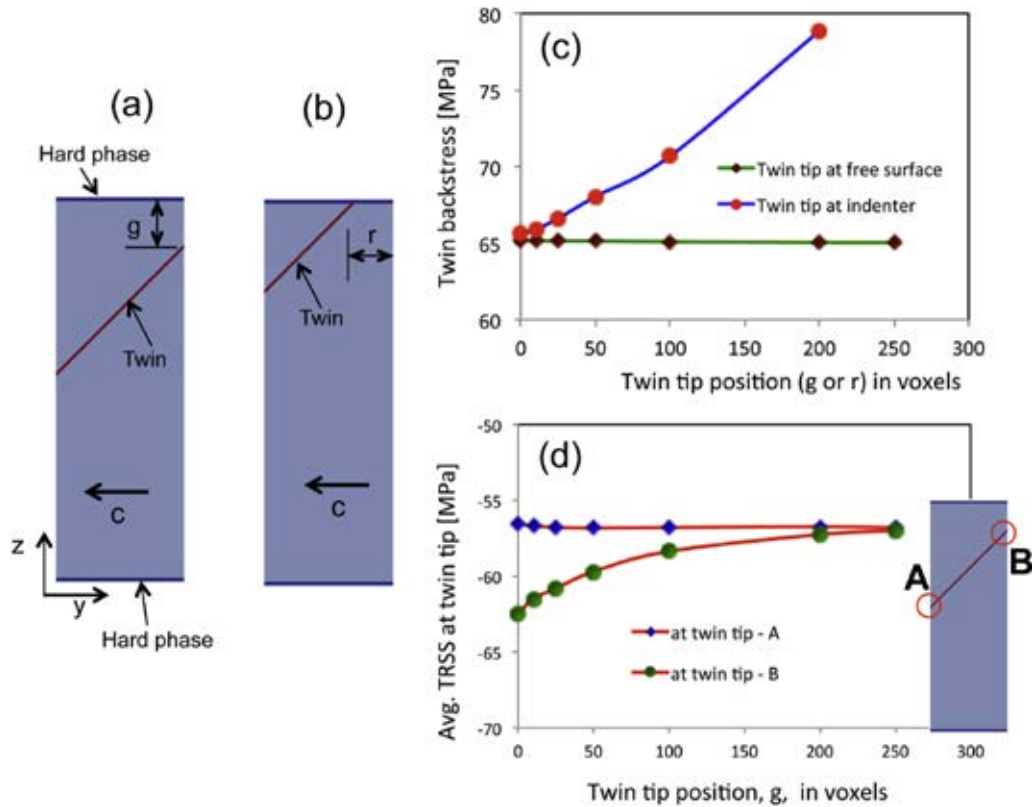 (a)
Hard phase
g
Twin
c
z
y
Hard phase
(b)
r
Twin
c
(c)
Twin backstress [MPa]
80
75
70
65
60
Twin tip at free surface
Twin tip at indenter
0 50 100 150 200 250 300
Twin tip position (g or r) in voxels
(d)
Avg. TRSS at twin tip [MPa]
-50
-55
-60
-65
-70
at twin tip - A
at twin tip - B
A
B
0 50 100 150 200 250 300
Twin tip position, g, in voxels